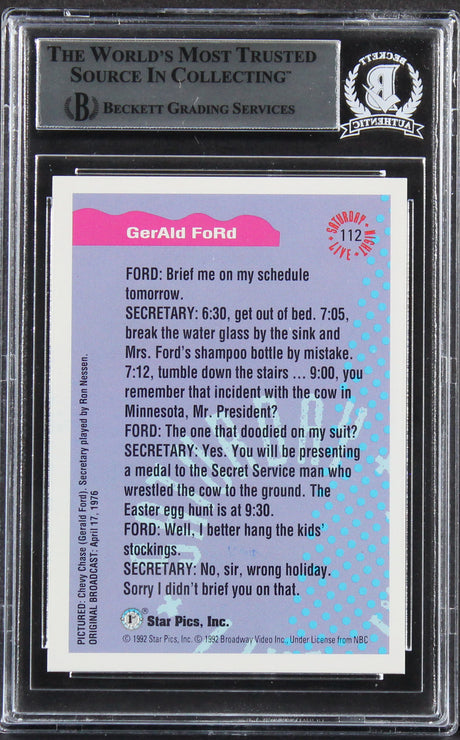 THE WORLD'S MOST TRUSTED
SOURCE IN COLLECTING™
B BECKETT GRADING SERVICES
BECKETT
B
AUTHENTIC
GerAld FoRd
SATURDAY NIGHT LIVE
112
FORD: Brief me on my schedule
tomorrow.
SECRETARY: 6:30, get out of bed. 7:05,
break the water glass by the sink and
Mrs. Ford's shampoo bottle by mistake.
7:12, tumble down the stairs ... 9:00, you
remember that incident with the cow in
Minnesota, Mr. President?
FORD: The one that doodied on my suit?
SECRETARY: Yes. You will be presenting
a medal to the Secret Service man who
wrestled the cow to the ground. The
Easter egg hunt is at 9:30.
FORD: Well, I better hang the kids'
stockings.
SECRETARY: No, sir, wrong holiday.
Sorry I didn't brief you on that.
PICTURED: Chevy Chase (Gerald Ford), Secretary played by Ron Nessen.
ORIGINAL BROADCAST: April 17, 1976
® Star Pics, Inc.
© 1992 Star Pics, Inc. © 1992 Broadway Video Inc., Under License from NBC